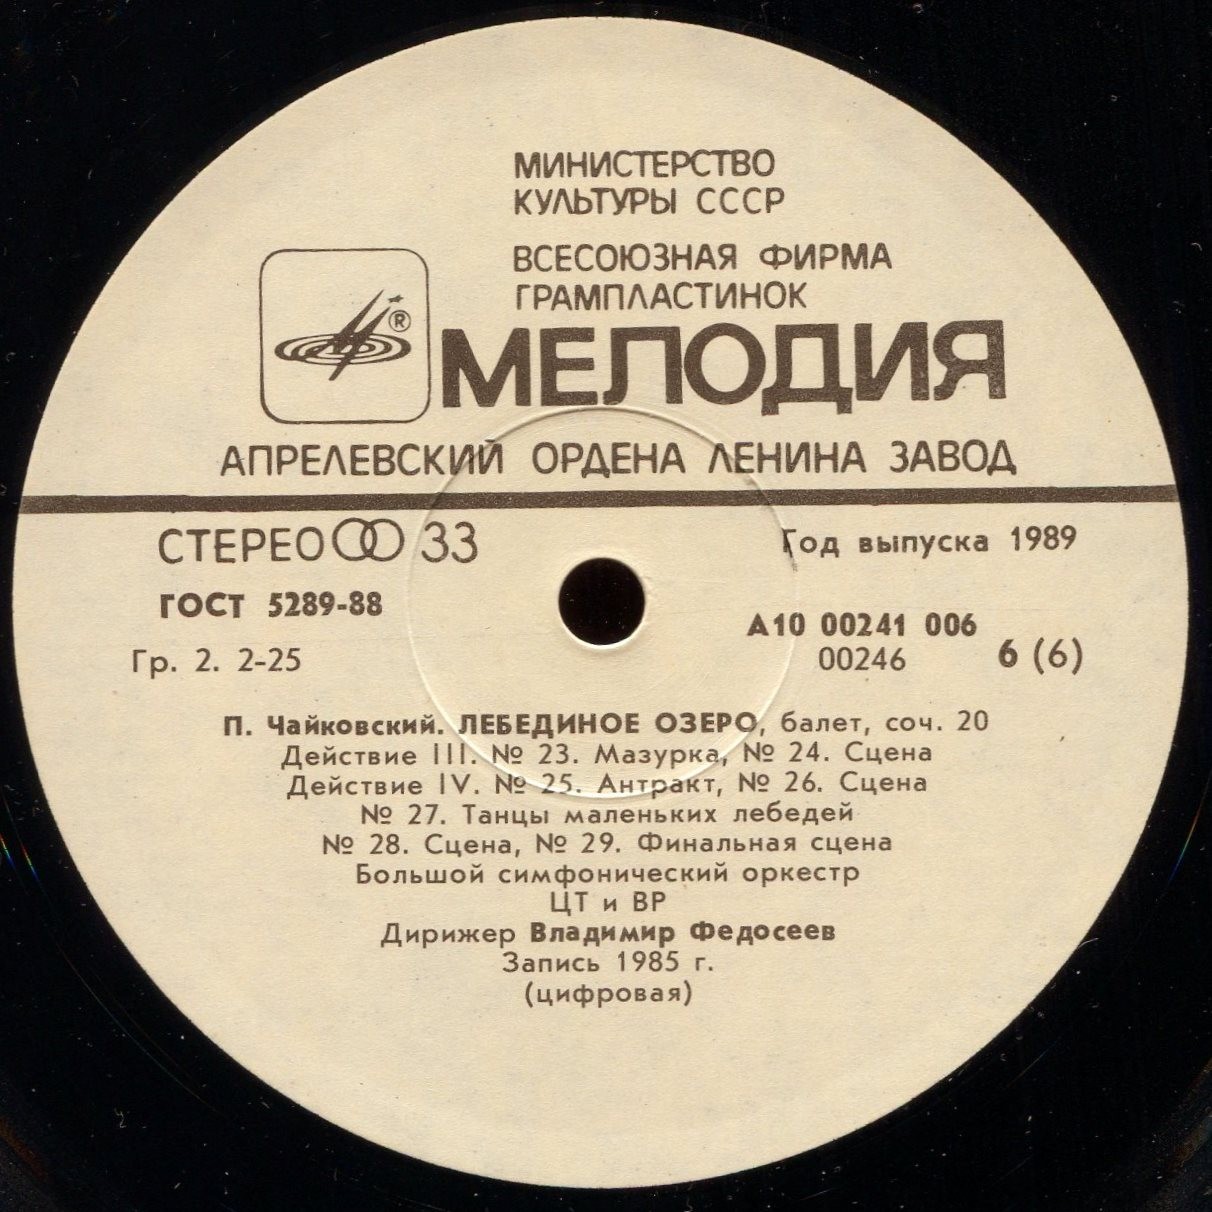 МИНИСТЕРСТВО
КУЛЬТУРЫ СССР
ВСЕСОЮЗНАЯ ФИРМА
ГРАМПЛАСТИНОК
®
МЕЛОДИЯ
АПРЕЛЕВСКИЙ ОРДЕНА ЛЕНИНА ЗАВОД
СТЕРЕО 33
Год выпуска 1989
ГОСТ 5289-88
А10 00241 006
Гр. 2. 2-25
00246 6 (6)
П. Чайковский. ЛЕБЕДИНОЕ ОЗЕРО, балет, соч. 20
Действие III. № 23. Мазурка, № 24. Сцена
Действие IV. № 25. Антракт, № 26. Сцена
№ 27. Танцы маленьких лебедей
№ 28. Сцена, № 29. Финальная сцена
Большой симфонический оркестр
ЦТ и ВР
Дирижер Владимир Федосеев
Запись 1985 г.
(цифровая)